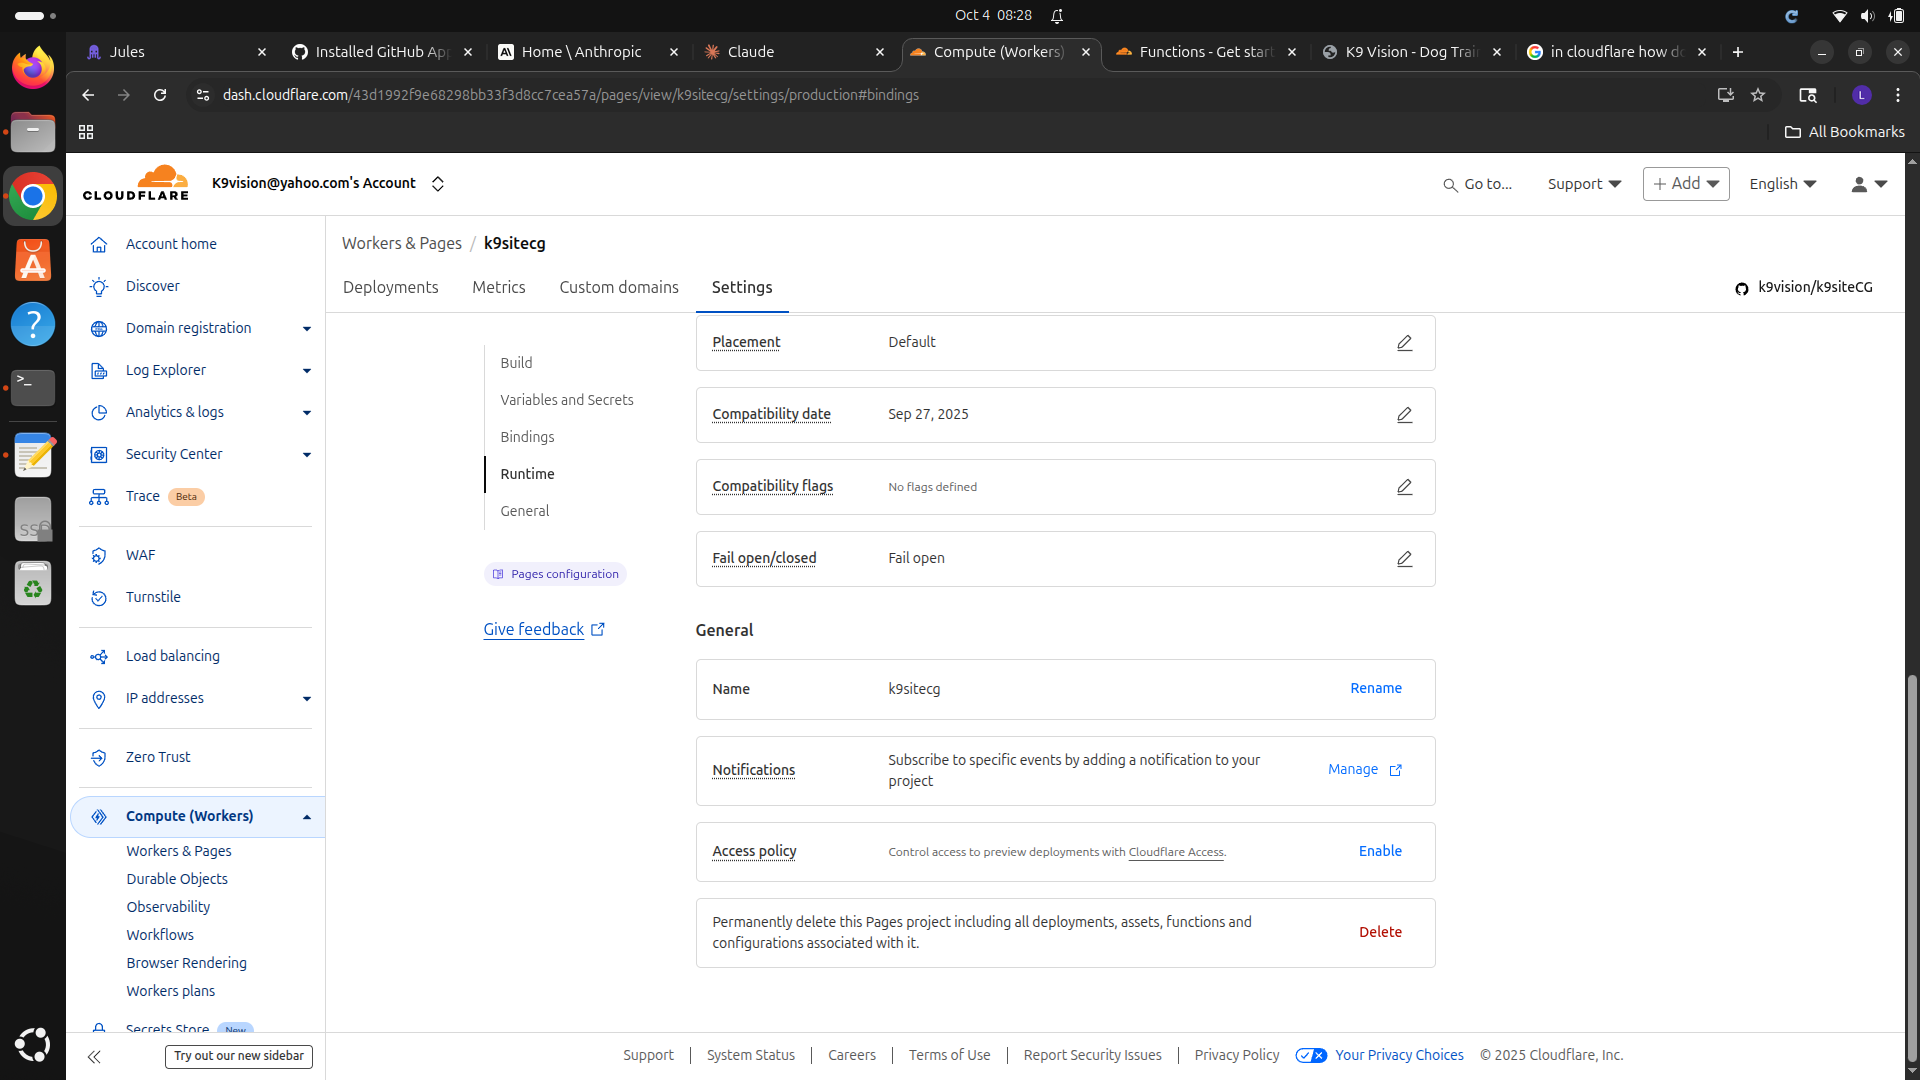 Oct 4 08:28
Jules
Installed GitHub Ap
Home \ Anthropic
Claude
Compute (Workers)
Functions - Get start
K9 Vision - Dog Trai
in cloudflare how d
dash.cloudflare.com/43d1992f9e68298bb33f3d8cc7cea57a/pages/view/k9sitecg/settings/production#bindings
L
All Bookmarks
CLOUDFLARE
K9vision@yahoo.com's Account
Go to...
Support
+ Add
English
Account home
Discover
Domain registration
Log Explorer
Analytics & logs
Security Center
Trace Beta
WAF
Turnstile
Load balancing
IP addresses
Zero Trust
Compute (Workers)
Workers & Pages
Durable Objects
Observability
Workflows
Browser Rendering
Workers plans
Secrets Store New
Try out our new sidebar
Workers & Pages / k9sitecg
Deployments
Metrics
Custom domains
Settings
k9vision/k9siteCG
Build
Variables and Secrets
Bindings
Runtime
General
Pages configuration
Give feedback
Placement Default
Compatibility date Sep 27, 2025
Compatibility flags No flags defined
Fail open/closed Fail open
General
Name k9sitecg Rename
Notifications Subscribe to specific events by adding a notification to your
project
Manage
Access policy Control access to preview deployments with Cloudflare Access. Enable
Permanently delete this Pages project including all deployments, assets, functions and
configurations associated with it.
Delete
Support
System Status
Careers
Terms of Use
Report Security Issues
Privacy Policy
Your Privacy Choices
© 2025 Cloudflare, Inc.